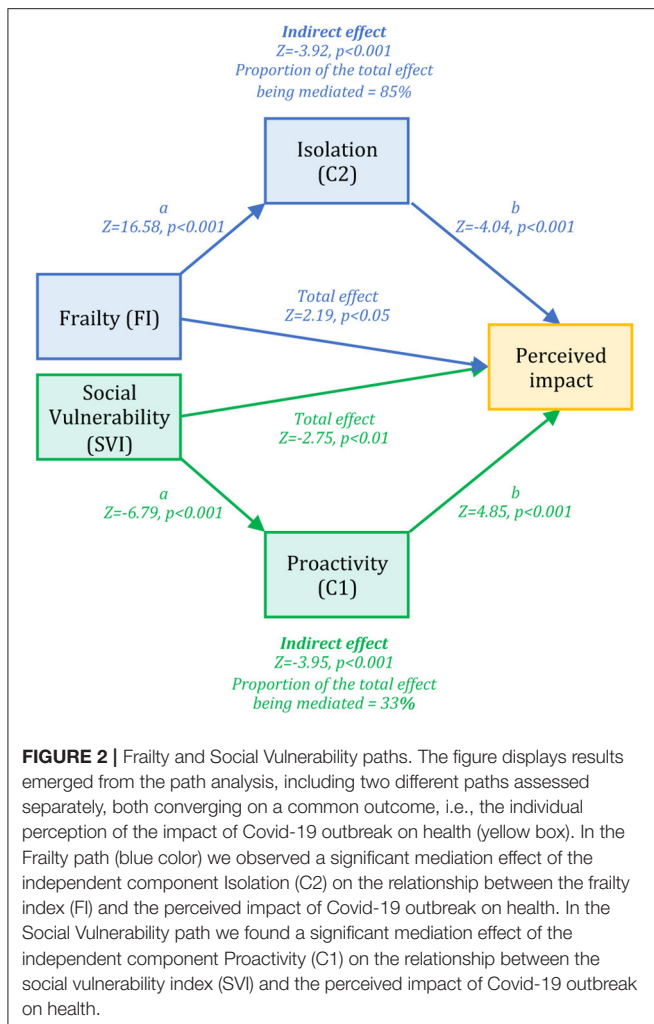 Indirect effect
Z=-3.92, p<0.001
Proportion of the total effect
being mediated = 85%
Isolation
(C2)
a
Z=16.58, p<0.001
b
Z=-4.04, p<0.001
Frailty (FI)
Total effect
Z=2.19, p<0.05
Perceived
impact
Social
Vulnerability
(SVI)
Total effect
Z=-2.75, p<0.01
a
Z=-6.79, p<0.001
b
Z=4.85, p<0.001
Proactivity
(C1)
Indirect effect
Z=-3.95, p<0.001
Proportion of the total effect
being mediated = 33%
FIGURE 2 | Frailty and Social Vulnerability paths. The figure displays results
emerged from the path analysis, including two different paths assessed
separately, both converging on a common outcome, i.e., the individual
perception of the impact of Covid-19 outbreak on health (yellow box). In the
Frailty path (blue color) we observed a significant mediation effect of the
independent component Isolation (C2) on the relationship between the frailty
index (FI) and the perceived impact of Covid-19 outbreak on health. In the
Social Vulnerability path we found a significant mediation effect of the
independent component Proactivity (C1) on the relationship between the
social vulnerability index (SVI) and the perceived impact of Covid-19 outbreak
on health.